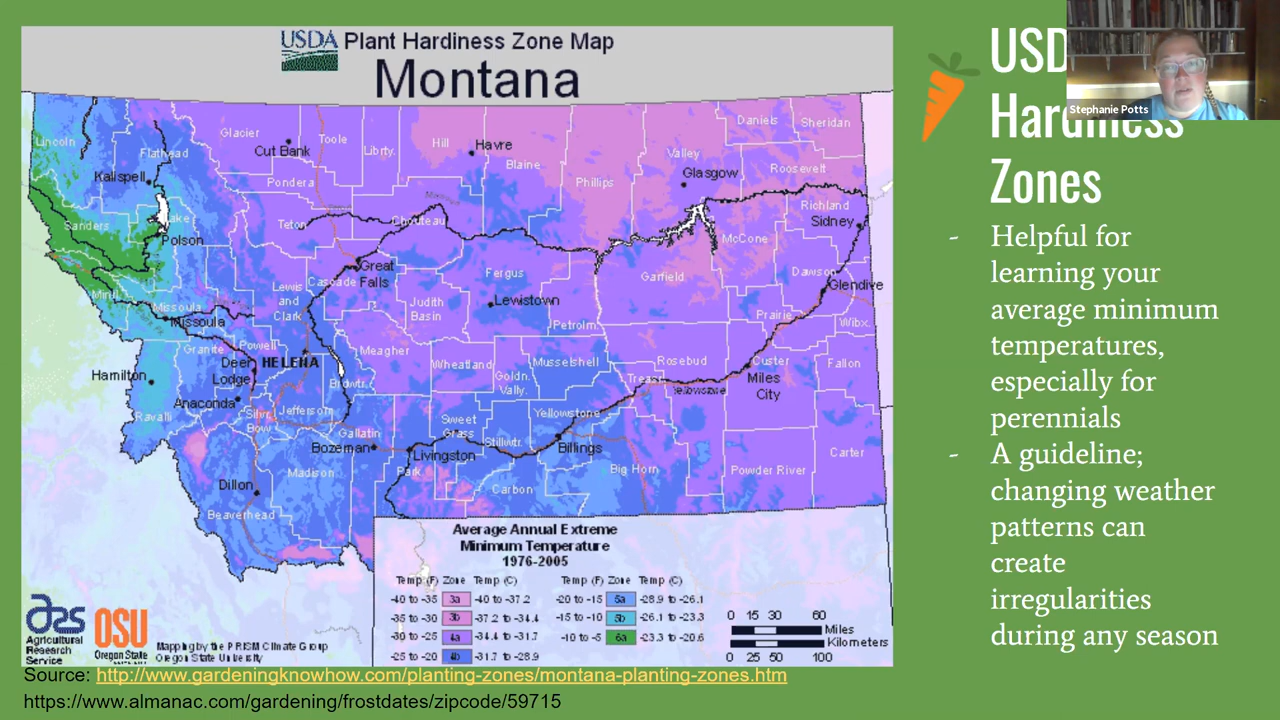 USDA Plant Hardiness Zone Map
Montana
Lincoln
Glacier
Toole
Cut Bank
Librty.
Hill
Havre
Blaine
Daniels
Sheridan
Flathead
Kalispell
Pondera
Phillips
Valley
Glasgow
Roosevelt
Richland
Sidney
Sanders
Lake
Polson
Teton
Chouteau
McCone
Great
Falls
Cascade
Lewis
and
Clark
Fergus
Lewistown
Judith
Basin
Petrolm.
Garfield
Dawson
Glendive
Prairie
Wibx.
Missoula
Missoula
Powell
Granite
Deer
Lodge
HELENA
Meagher
Wheatland
Musselshell
Goldn.
Vally.
Rosebud
Custer
Miles
City
Fallon
Hamilton
Anaconda
Jefferson
Bow
Ravalli
Gallatin
Bozeman
Sweet
Grass
Yellowstone
Stillwtr.
Billings
Livingston
Park
Big Horn
Powder River
Carter
Madison
Dillon
Beaverhead
Carbon
Average Annual Extreme
Minimum Temperature
1976-2005
Temp (F) Zone Temp (C) Temp (F) Zone Temp (C)
-40 to -35 3a -40 to -37.2 -20 to -15 5a -28.9 to -26.1
-35 to -30 3b -37.2 to -34.4 -15 to -10 5b -26.1 to -23.3
-30 to -25 4a -34.4 to -31.7 -10 to -5 6a -23.3 to -20.6
-25 to -20 4b -31.7 to -28.9
0 15 30 60
Miles
Kilometers
0 25 50 100
ars
Agricultural
Research
Service
OSU
Oregon State
Mapping by the PRISM Climate Group
Oregon State University
Source: http://www.gardeningknowhow.com/planting-zones/montana-planting-zones.htm
https://www.almanac.com/gardening/frostdates/zipcode/59715
Stephanie Potts
Hardiness
Zones
- Helpful for
learning your
average minimum
temperatures,
especially for
perennials
- A guideline;
changing weather
patterns can
create
irregularities
during any season